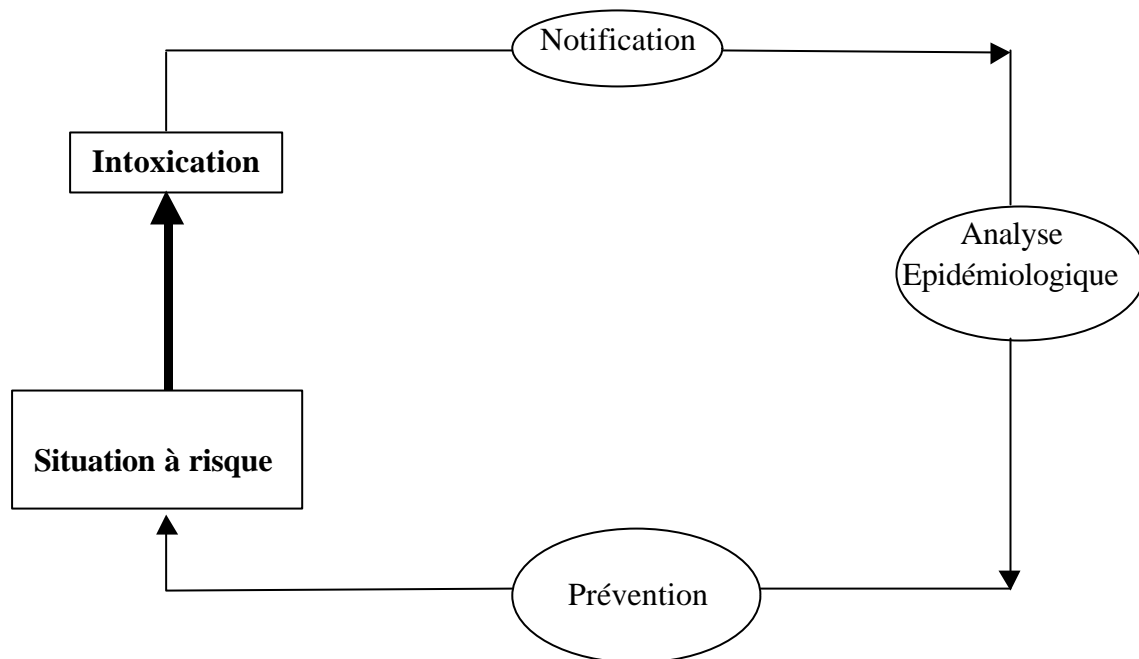 Notification
Intoxication
Analyse
Epidémiologique
Situation à risque
Prévention